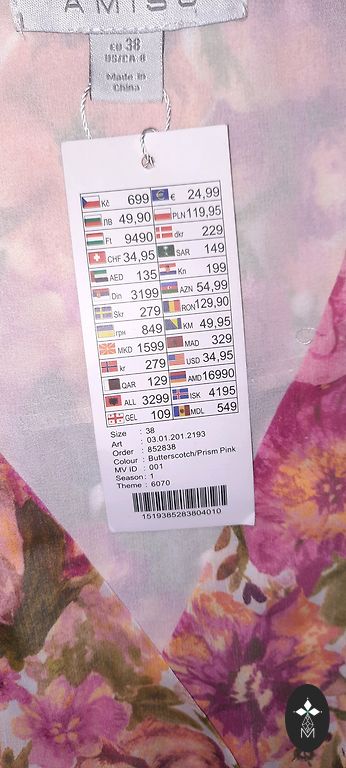 AMISU
EU 38
US/CA 8
Made in
China
Kč 699 € 24,99
лв 49,90 PLN 119,95
Ft 9490 dkr 229
CHF 34,95 SAR 149
AED 135 Kn 199
Din 3199 AZN 54,99
Skr 279 RON 129,90
грн 849 KM 49,95
MKD 1599 MAD 329
kr 279 USD 34,95
QAR 129 AMD 16990
ALL 3299 ISK 4195
GEL 109 MDL 549
Size : 38
Art : 03.01.201.2193
Order : 852838
Colour : Butterscotch/Prism Pink
MV ID : 001
Season : 1
Theme : 6070
1519385283804010